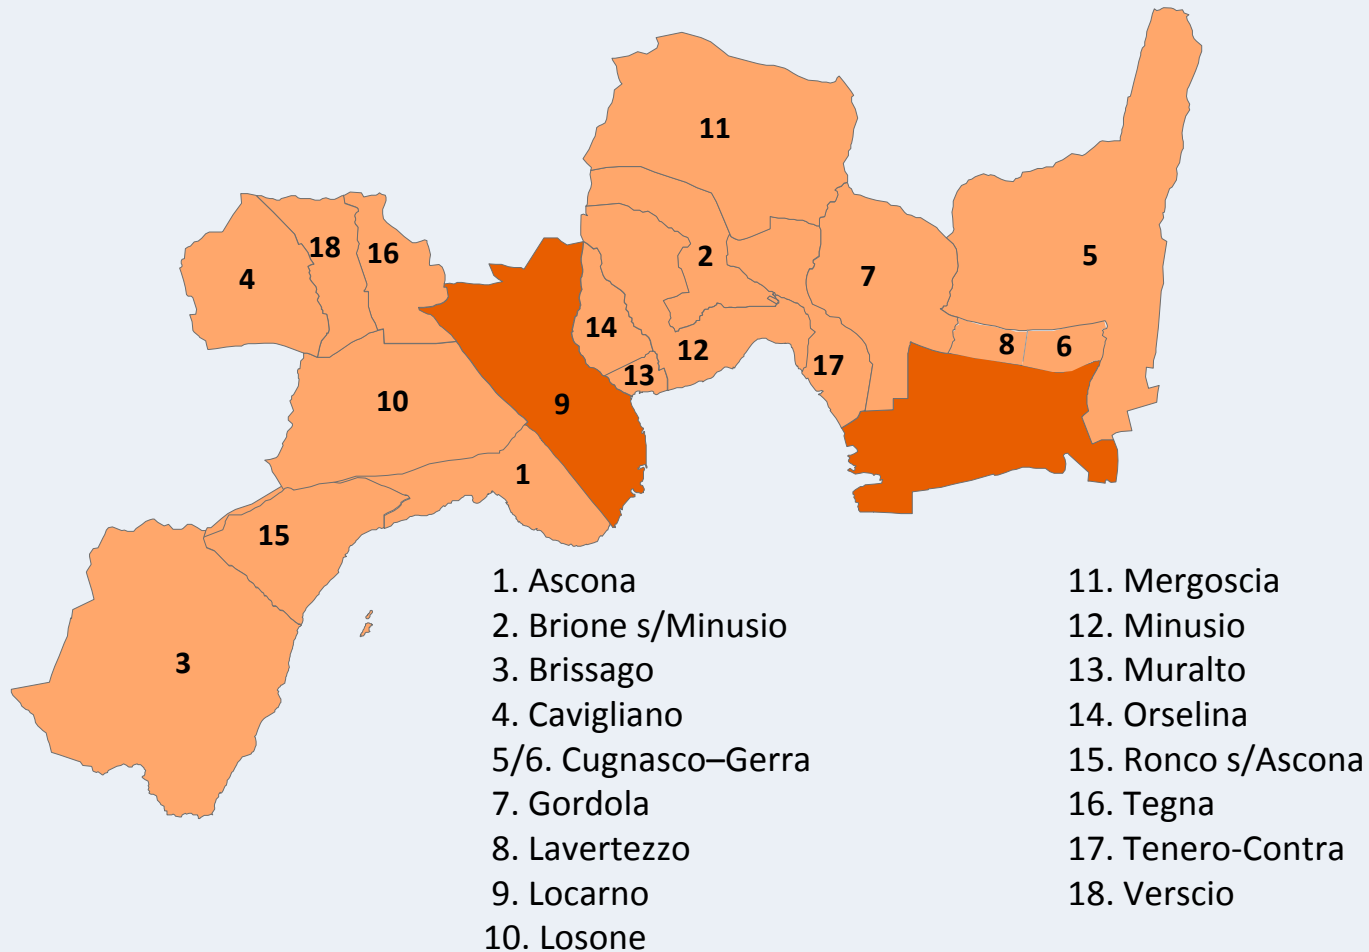 11
5
18
16
2
4
7
14
8
6
12
17
13
10
9
1
15
3
1. Ascona
2. Brione s/Minusio
3. Brissago
4. Cavigliano
5/6. Cugnasco–Gerra
7. Gordola
8. Lavertezzo
9. Locarno
10. Losone
11. Mergoscia
12. Minusio
13. Muralto
14. Orselina
15. Ronco s/Ascona
16. Tegna
17. Tenero-Contra
18. Verscio